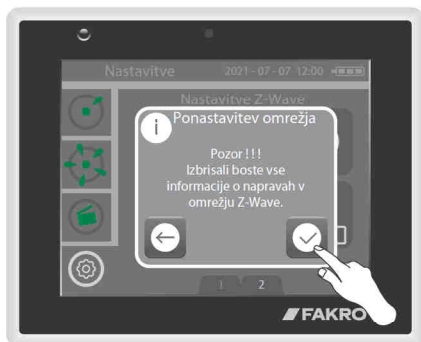 Nastavitve 2021 - 07 - 07 12:00
Nastavitve Z-Wave
i
Ponastavitev omrežja
Pozor ! ! !
Izbrisali boste vse
informacije o napravah v
omrežju Z-Wave.
1 2
FAKRO